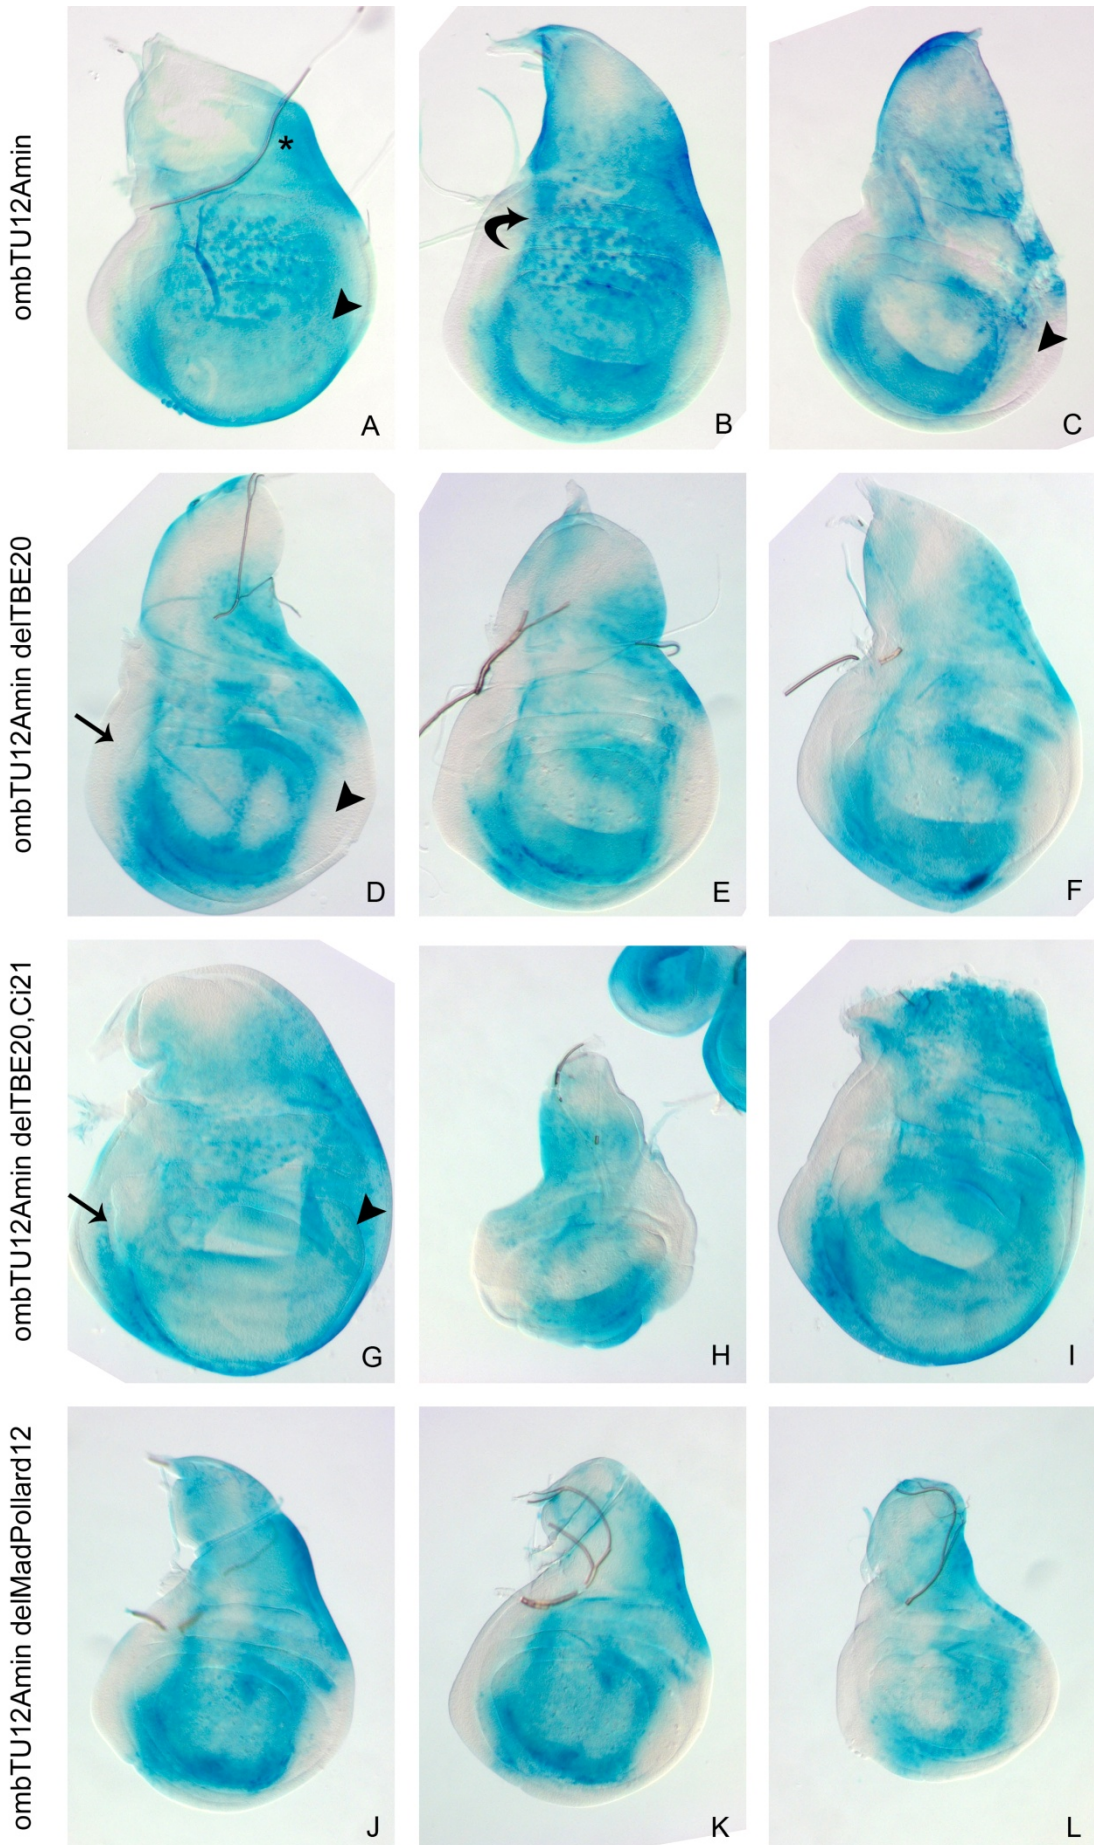 ombTU12Amin
*
A
B
C
ombTU12Amin delTBE20
D
E
F
ombTU12Amin delTBE20,Ci21
G
H
I
ombTU12Amin delMadPollard12
J
K
L